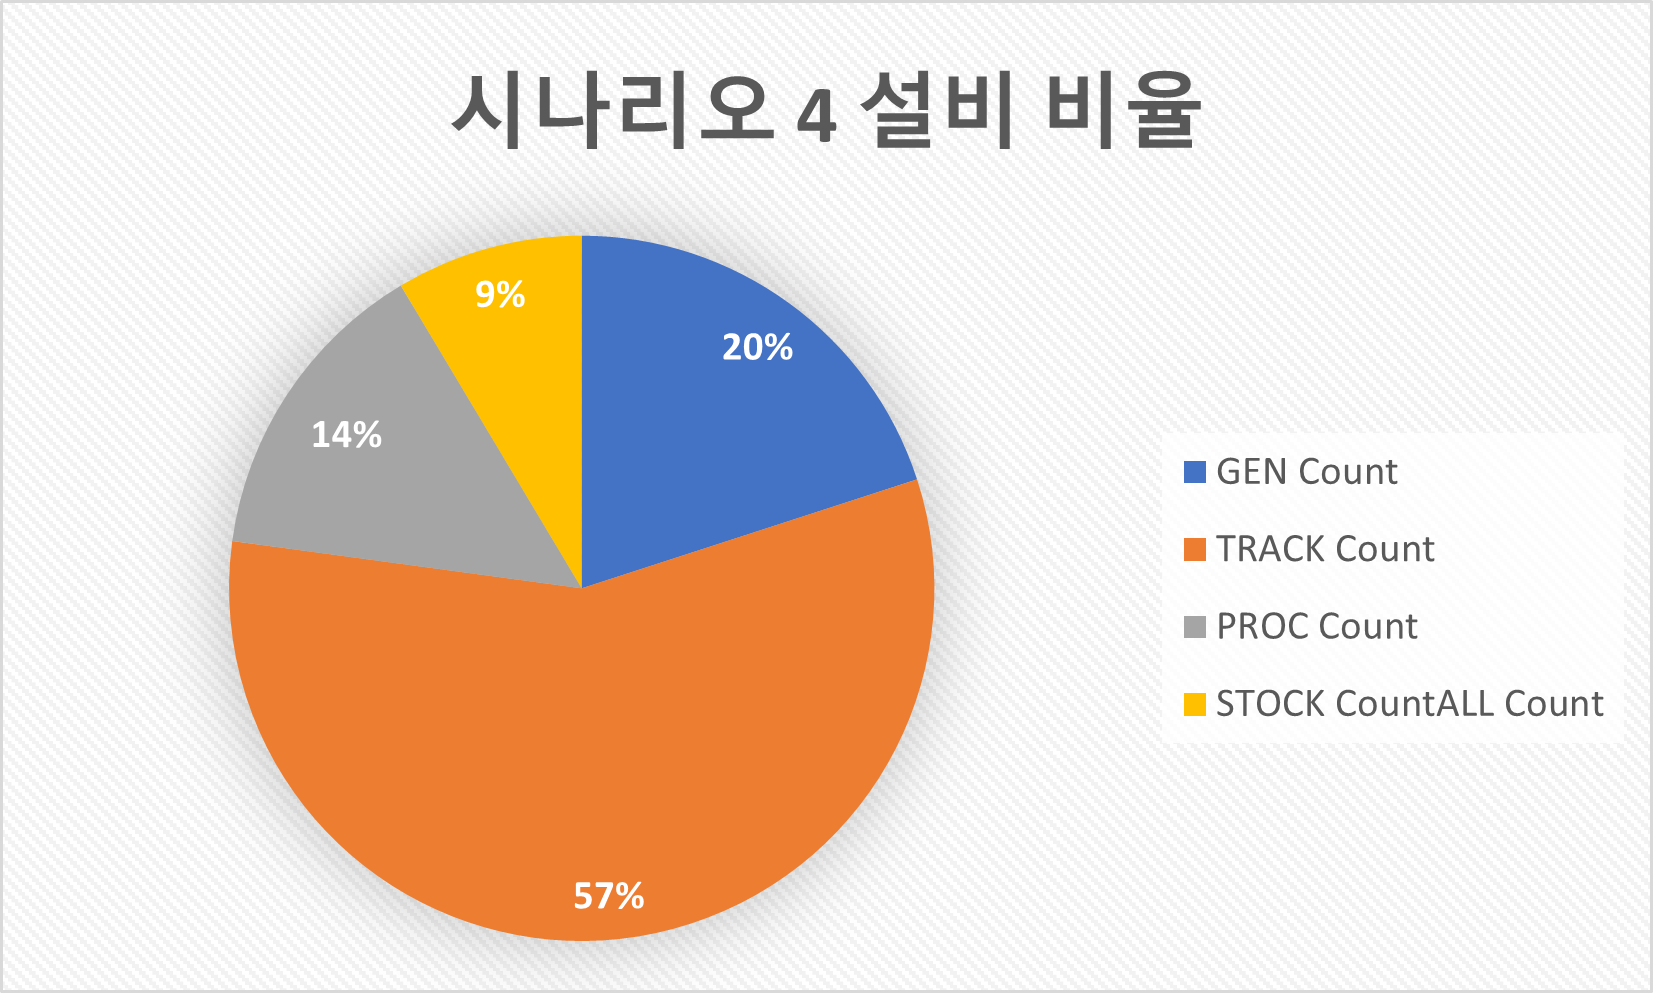 시나리오 4 설비 비율
9%
20%
14%
57%
GEN Count
TRACK Count
PROC Count
STOCK CountALL Count